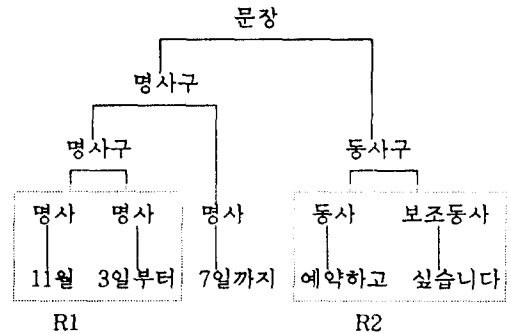 문장
명사구
명사구 동사구
명사 명사 명사 동사 보조동사
11월 3일부터 7일까지 예약하고 싶습니다
R1 R2